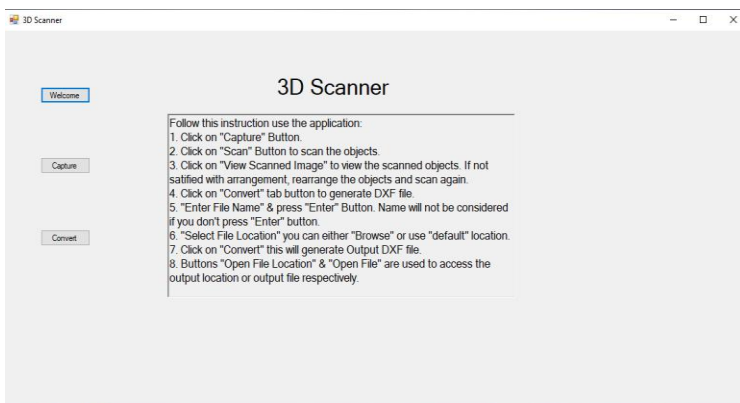 3D Scanner
Welcome
3D Scanner
Follow this instruction use the application:
1. Click on "Capture" Button.
2. Click on "Scan" Button to scan the objects.
3. Click on "View Scanned Image" to view the scanned objects. If not
satified with arrangement, rearrange the objects and scan again.
4. Click on "Convert" tab button to generate DXF file.
5. "Enter File Name" & press "Enter" Button. Name will not be considered
if you don't press "Enter" button.
6. "Select File Location" you can either "Browse" or use "default" location.
7. Click on "Convert" this will generate Output DXF file.
8. Buttons "Open File Location" & "Open File" are used to access the
output location or output file respectively.
Capture
Convert